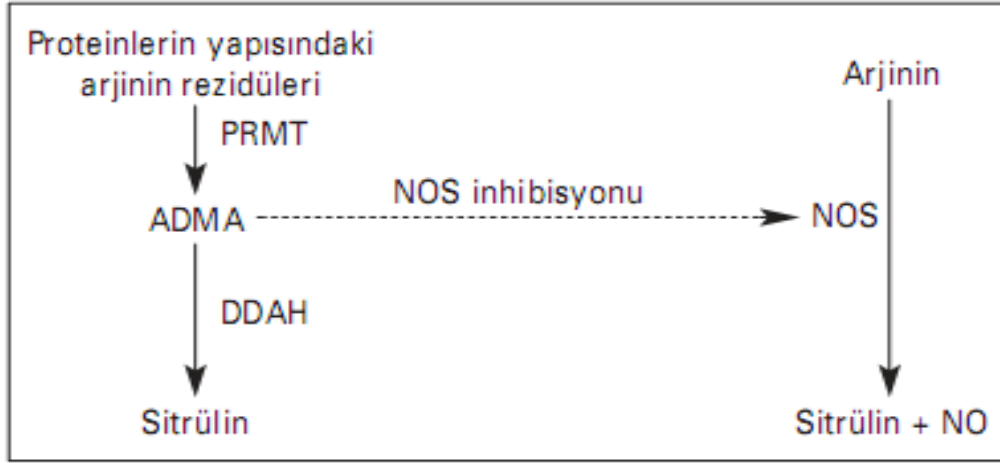 Proteinlerin yapısındaki
arjinin rezidüleri
Arjinin
PRMT
NOS inhibisyonu
ADMA
NOS
DDAH
Sitrülin
Sitrülin + NO